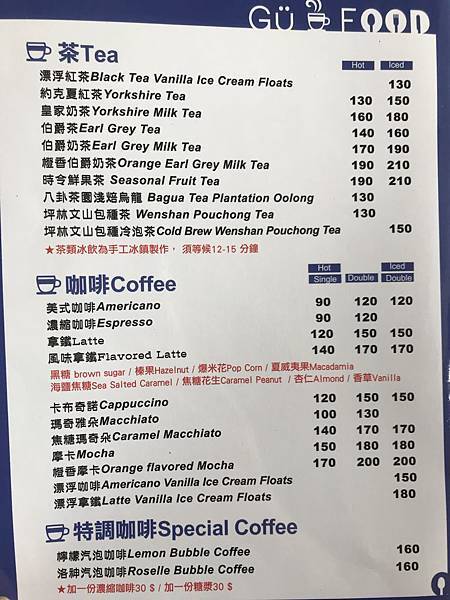 GÜ FOOD
茶Tea
Hot Iced
漂浮紅茶Black Tea Vanilla Ice Cream Floats 130
約克夏紅茶Yorkshire Tea 130 150
皇家奶茶Yorkshire Milk Tea 160 180
伯爵茶Earl Grey Tea 140 160
伯爵奶茶Earl Grey Milk Tea 170 190
橙香伯爵奶茶Orange Earl Grey Milk Tea 190 210
時令鮮果茶 Seasonal Fruit Tea 190 210
八卦茶園淺焙烏龍 Bagua Tea Plantation Oolong 130
坪林文山包種茶 Wenshan Pouchong Tea 130
坪林文山包種冷泡茶Cold Brew Wenshan Pouchong Tea 150
★茶類冰飲為手工冰鎮製作， 須等候12-15 分鐘
咖啡Coffee
Hot Iced
Single Double Double
美式咖啡Americano 90 120 120
濃縮咖啡Espresso 90 120
拿鐵Latte 120 150 150
風味拿鐵Flavored Latte 140 170 170
黑糖 brown sugar / 榛果Hazelnut / 爆米花Pop Corn / 夏威夷果Macadamia
海鹽焦糖Sea Salted Caramel / 焦糖花生Caramel Peanut / 杏仁Almond / 香草Vanilla
卡布奇諾Cappuccino 120 150 150
瑪奇雅朵Macchiato 100 130
焦糖瑪奇朵Caramel Macchiato 140 170 170
摩卡Mocha 150 180 180
橙香摩卡Orange flavored Mocha 170 200 200
漂浮咖啡Americano Vanilla Ice Cream Floats 150
漂浮拿鐵Latte Vanilla Ice Cream Floats 180
特調咖啡Special Coffee
檸檬汽泡咖啡Lemon Bubble Coffee 160
洛神汽泡咖啡Roselle Bubble Coffee 160
★加一份濃縮咖啡30 $ / 加一份糖漿30 $